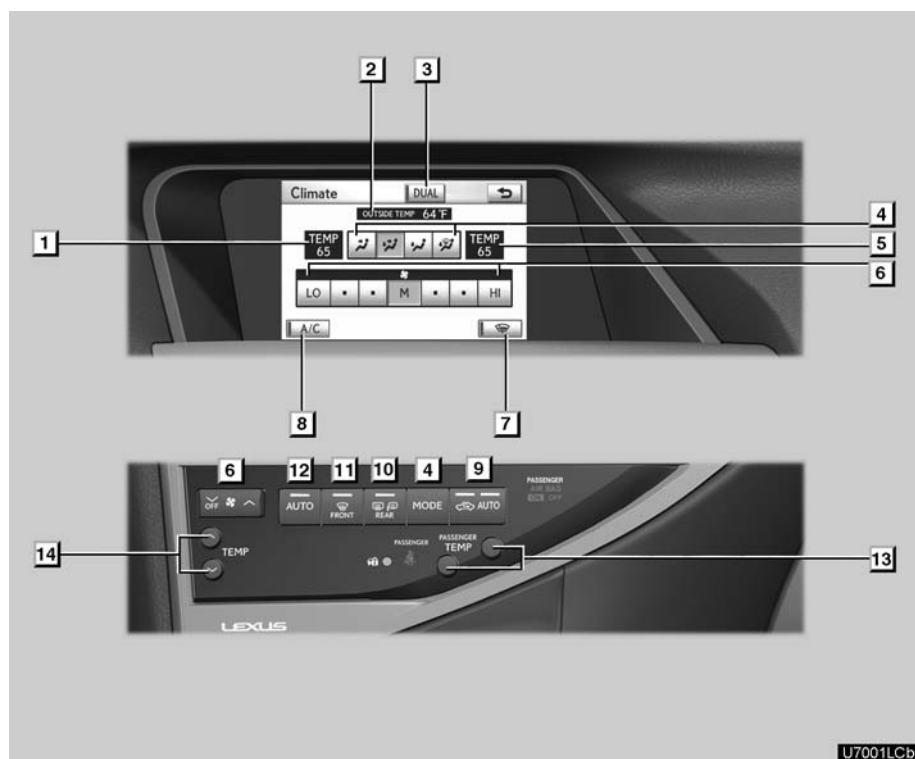 2 3
Climate DUAL
OUTSIDE TEMP 64°F
4
1 TEMP 65 TEMP 65 5
6
LO M HI
A/C
8 7
6 12 11 10 4 9
PASSENGER
AIR BAG
ON OFF
OFF AUTO FRONT REAR MODE AUTO
14 TEMP PASSENGER PASSENGER TEMP 13
LEXUS
U7001LCb